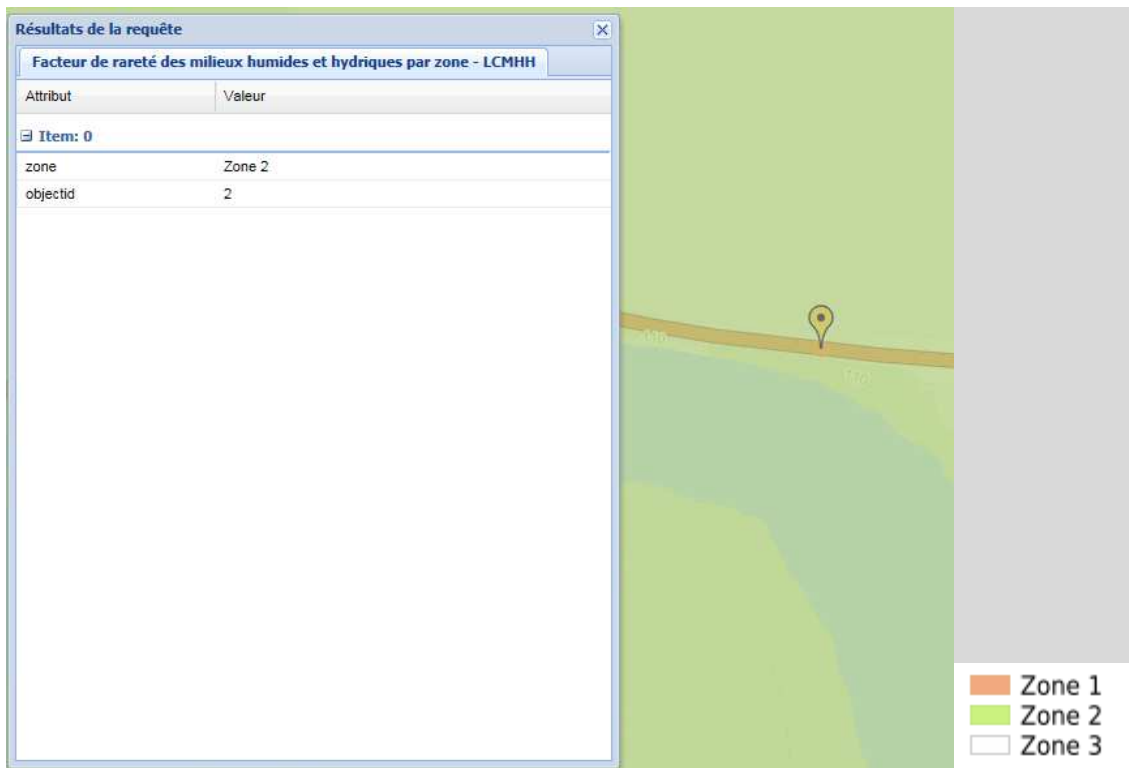 Résultats de la requête
Facteur de rareté des milieux humides et hydriques par zone - LCMHH
Attribut Valeur
Item: 0
zone Zone 2
objectid 2
Zone 1
Zone 2
Zone 3